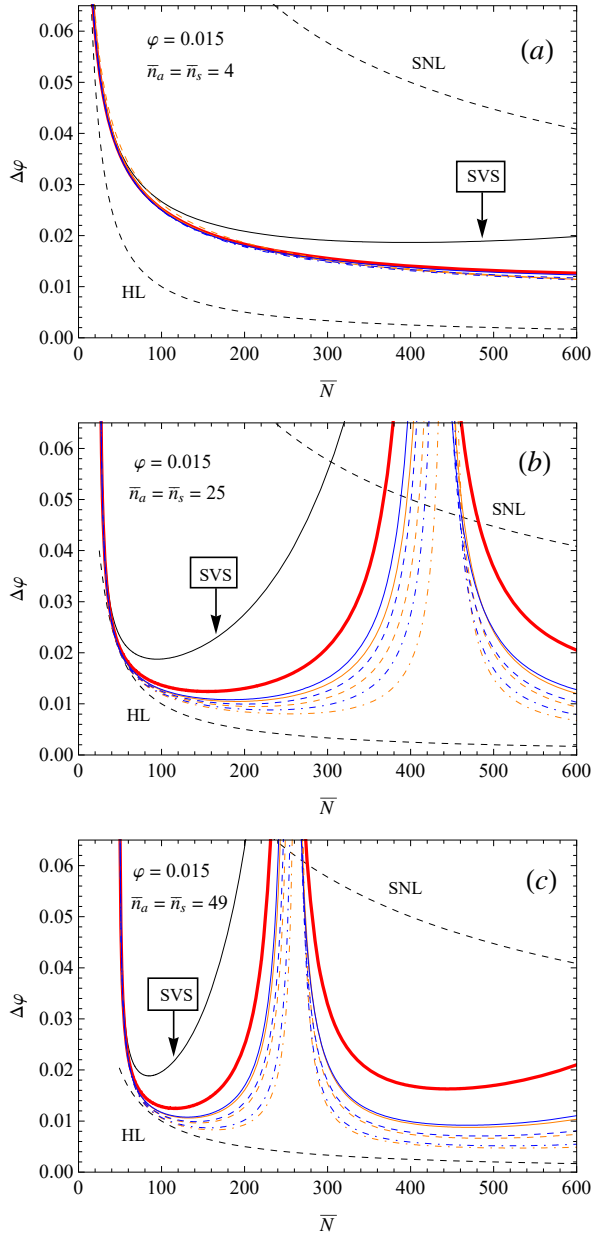 0.06
0.05
0.04
0.03
0.02
0.01
0.00
Δφ
φ = 0.015
n̅a = n̅s = 4
(a)
SNL
SVS
HL
0 100 200 300 400 500 600
N̅
0.06
0.05
0.04
0.03
0.02
0.01
0.00
Δφ
φ = 0.015
n̅a = n̅s = 25
(b)
SNL
SVS
HL
0 100 200 300 400 500 600
N̅
0.06
0.05
0.04
0.03
0.02
0.01
0.00
Δφ
φ = 0.015
n̅a = n̅s = 49
(c)
SNL
SVS
HL
0 100 200 300 400 500 600
N̅